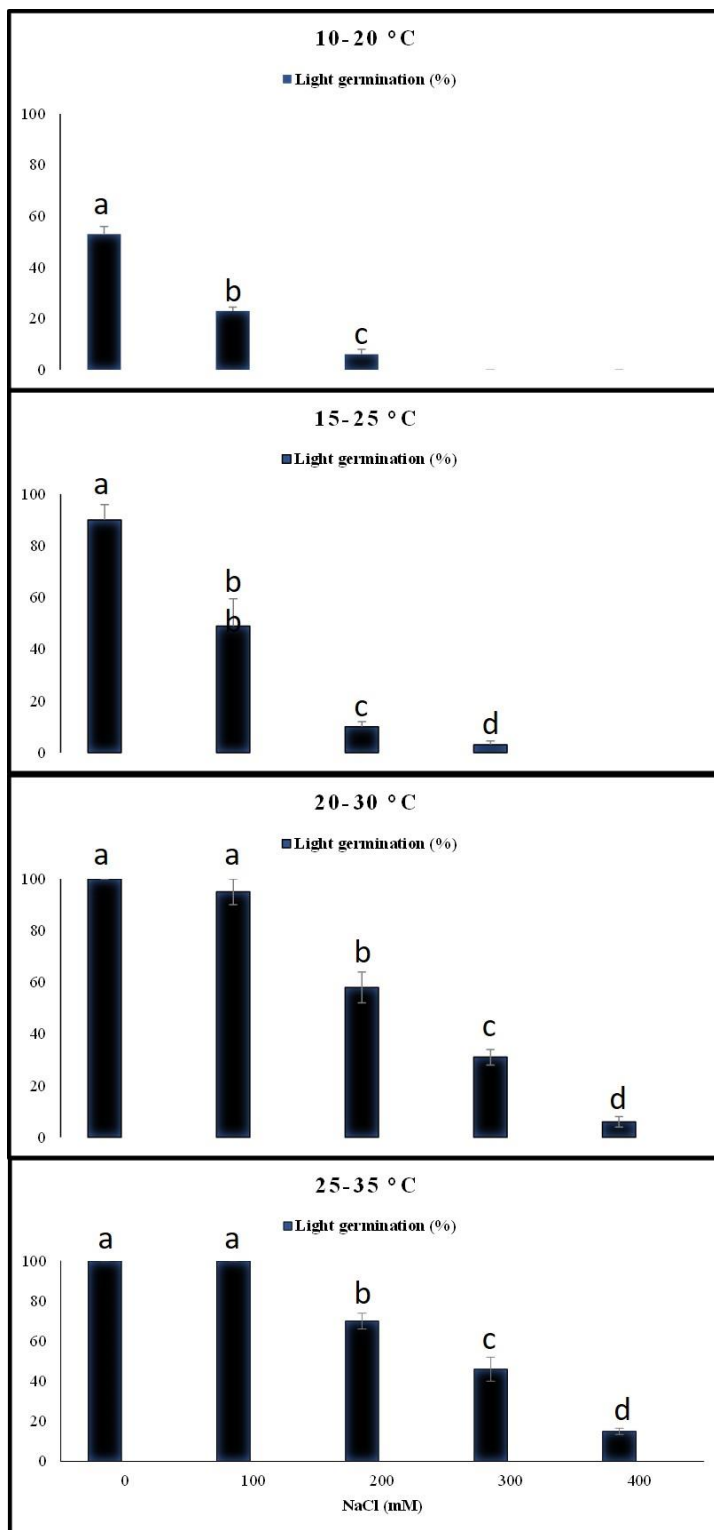 10-20 °C
Light germination (%)
100
80
60
40
20
0
a
b
c
15-25 °C
Light germination (%)
100
80
60
40
20
0
a
b
b
c
d
20-30 °C
Light germination (%)
100
80
60
40
20
0
a
a
b
c
d
25-35 °C
Light germination (%)
100
80
60
40
20
0
a
a
b
c
d
0 100 200 300 400
NaCl (mM)